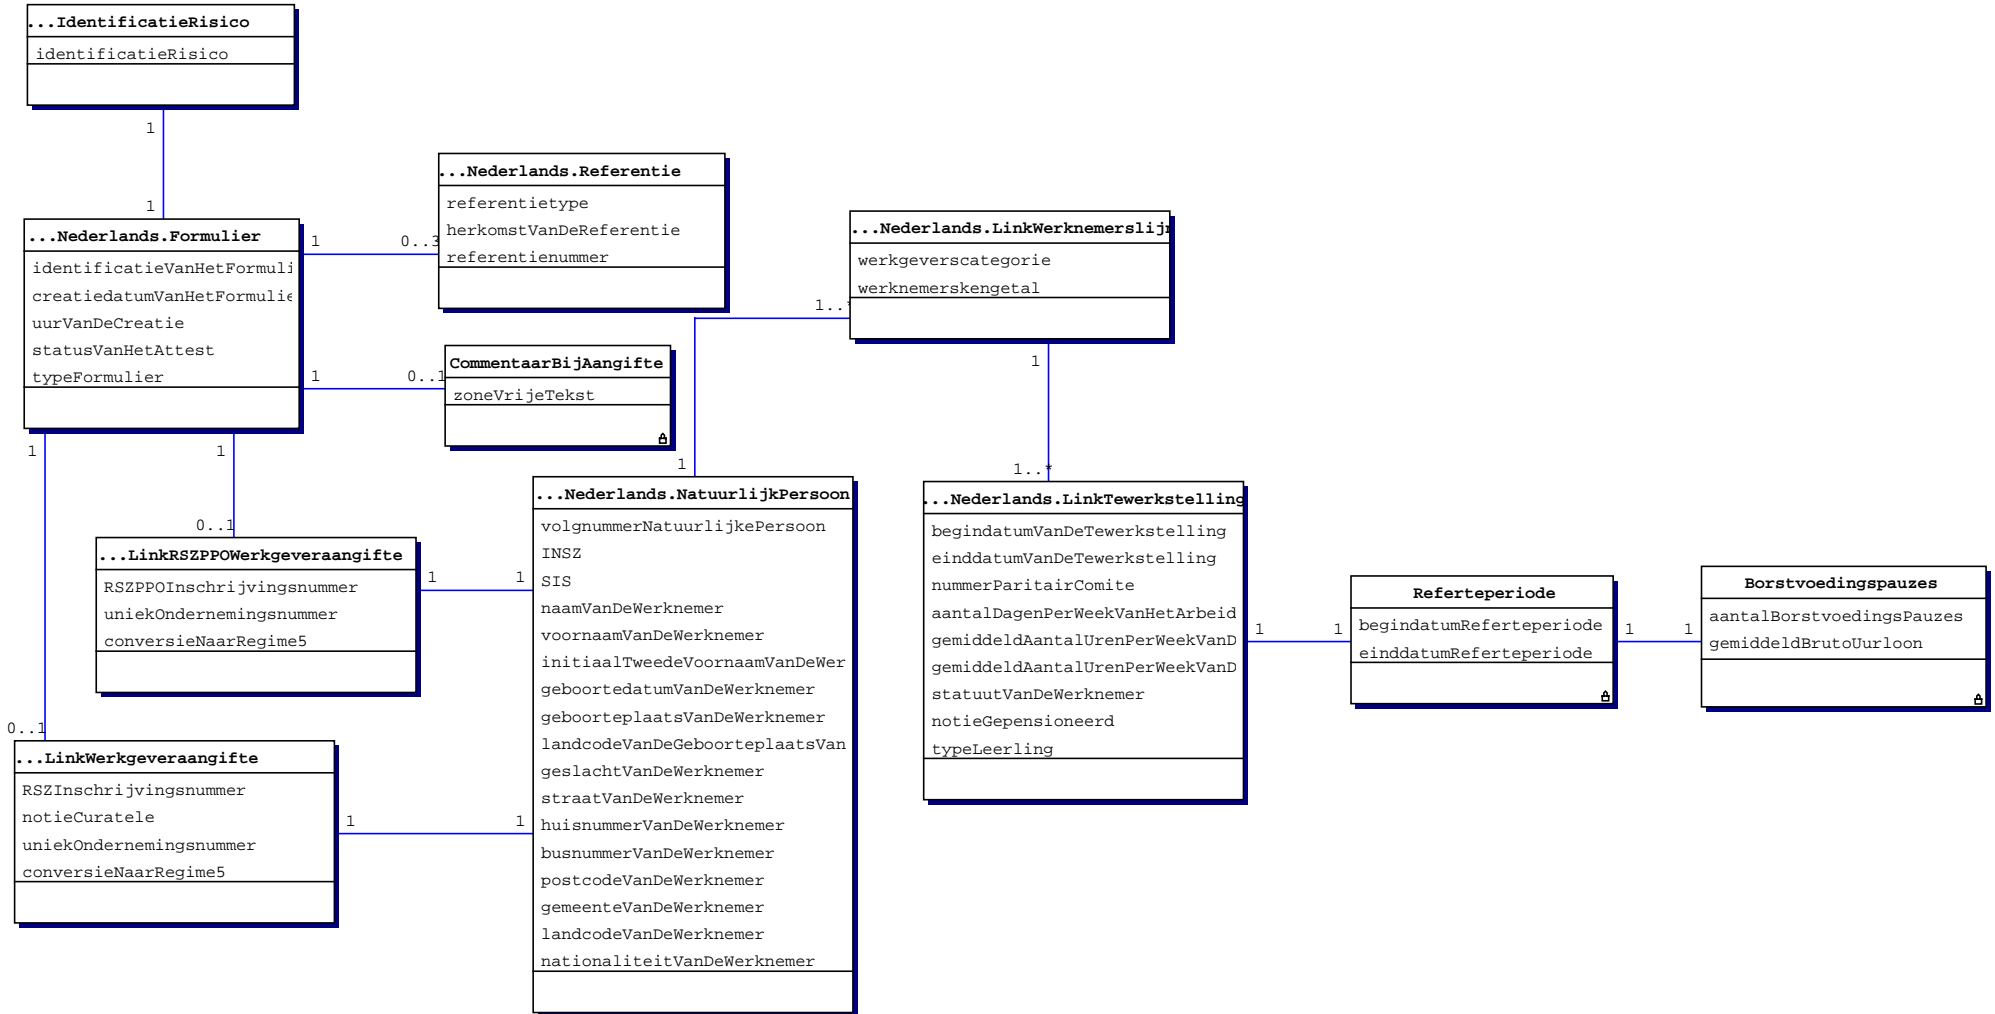 ...IdentificatieRisico
identificatieRisico
1
1
...Nederlands.Formulier
identificatieVanHetFormuli
creatiedatumVanHetFormulie
uurVanDeCreatie
statusVanHetAttest
typeFormulier
1
0..3
...Nederlands.Referentie
referentietype
herkomstVanDeReferentie
referentienummer
1
0..1
CommentaarBijAangifte
zoneVrijeTekst
1
1
0..1
...LinkRSZPPOWerkgeveraangifte
RSZPPOInschrijvingsnummer
uniekOndernemingsnummer
conversieNaarRegime5
1
1
0..1
...LinkWerkgeveraangifte
RSZInschrijvingsnummer
notieCuratele
uniekOndernemingsnummer
conversieNaarRegime5
1
1
1
1..*
...Nederlands.NatuurlijkPersoon
volgnummerNatuurlijkePersoon
INSZ
SIS
naamVanDeWerknemer
voornaamVanDeWerknemer
initiaalTweedeVoornaamVanDeWer
geboortedatumVanDeWerknemer
geboorteplaatsVanDeWerknemer
landcodeVanDeGeboorteplaatsVan
geslachtVanDeWerknemer
straatVanDeWerknemer
huisnummerVanDeWerknemer
busnummerVanDeWerknemer
postcodeVanDeWerknemer
gemeenteVanDeWerknemer
landcodeVanDeWerknemer
nationaliteitVanDeWerknemer
...Nederlands.LinkWerknemerslijn
werkgeverscategorie
werknemerskengetal
1
1..*
...Nederlands.LinkTewerkstelling
begindatumVanDeTewerkstelling
einddatumVanDeTewerkstelling
nummerParitairComite
aantalDagenPerWeekVanHetArbeid
gemiddeldAantalUrenPerWeekVanD
gemiddeldAantalUrenPerWeekVanD
statuutVanDeWerknemer
notieGepensioneerd
typeLeerling
1
1
Referteperiode
begindatumReferteperiode
einddatumReferteperiode
1
1
Borstvoedingspauzes
aantalBorstvoedingsPauzes
gemiddeldBrutoUurloon